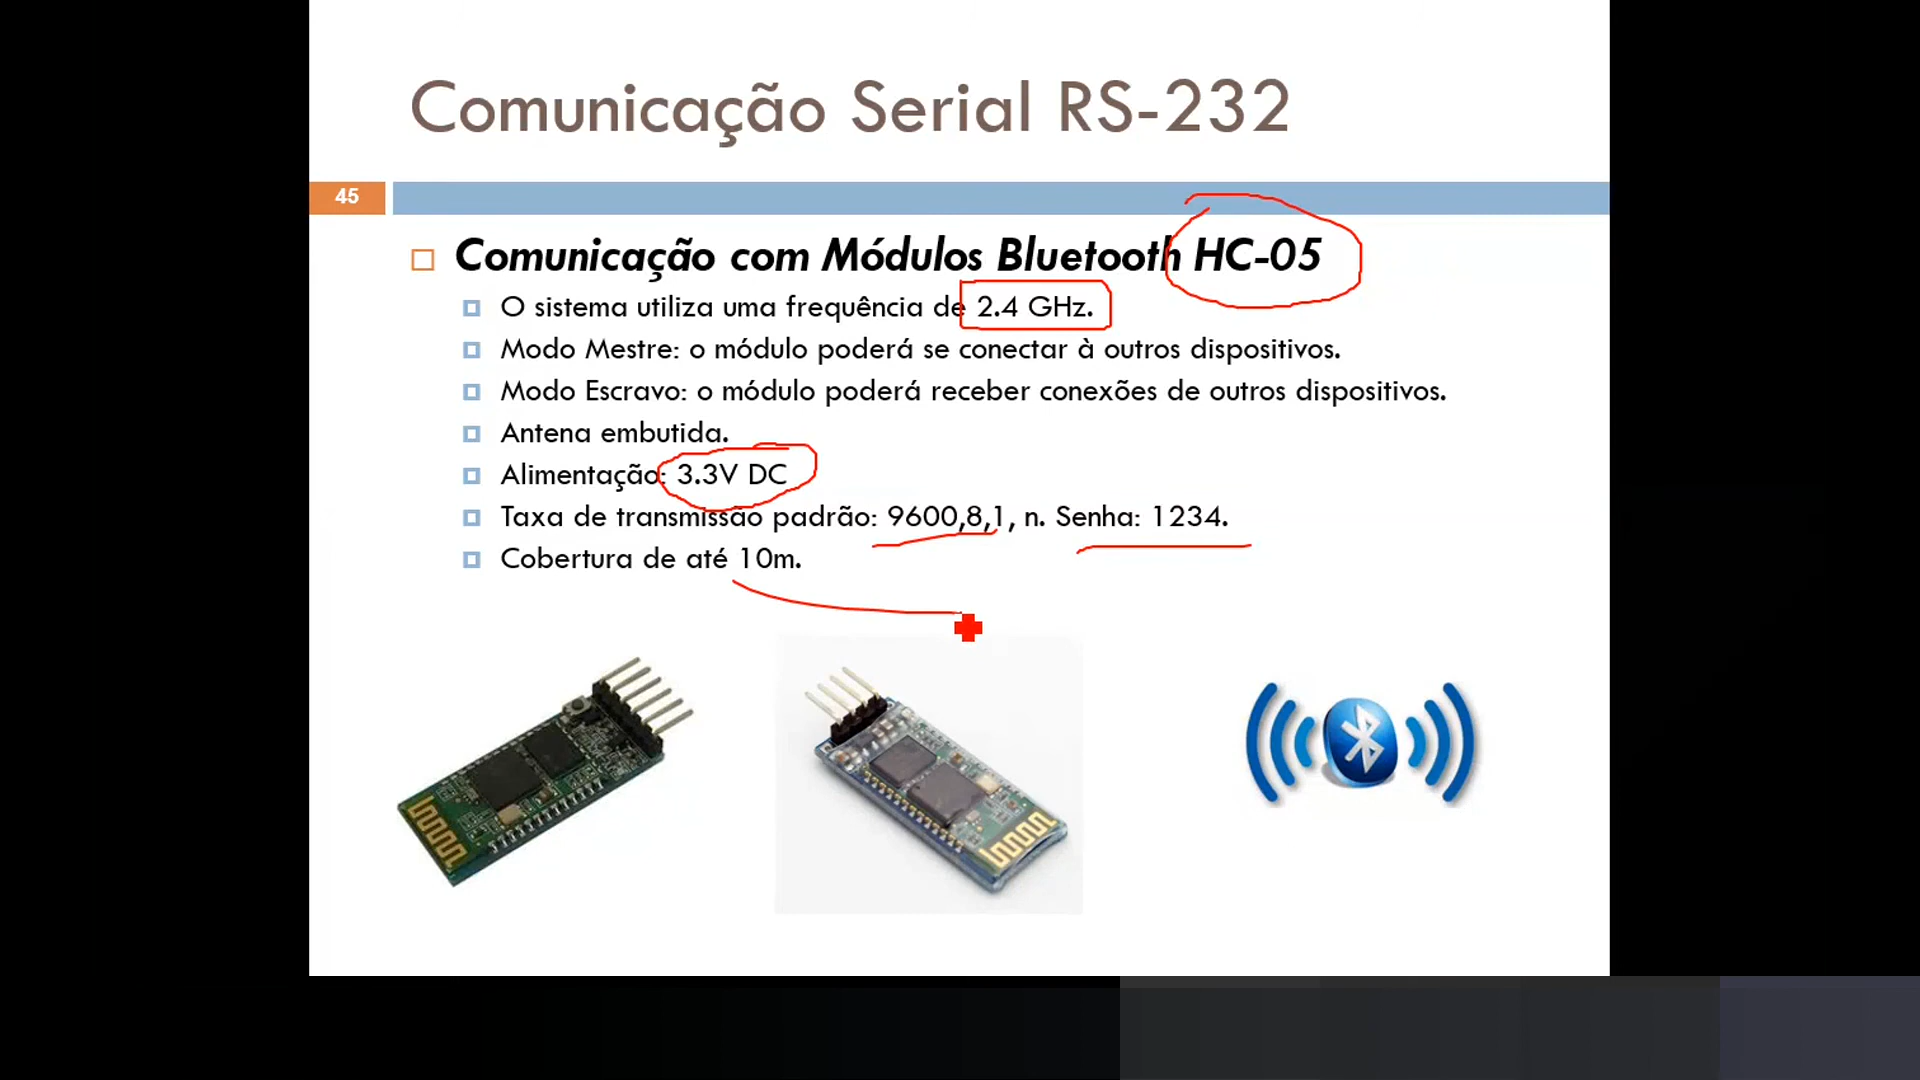 Comunicação Serial RS-232
45
Comunicação com Módulos Bluetooth HC-05
O sistema utiliza uma frequência de 2.4 GHz.
Modo Mestre: o módulo poderá se conectar à outros dispositivos.
Modo Escravo: o módulo poderá receber conexões de outros dispositivos.
Antena embutida.
Alimentação: 3.3V DC
Taxa de transmissão padrão: 9600,8,1, n. Senha: 1234.
Cobertura de até 10m.